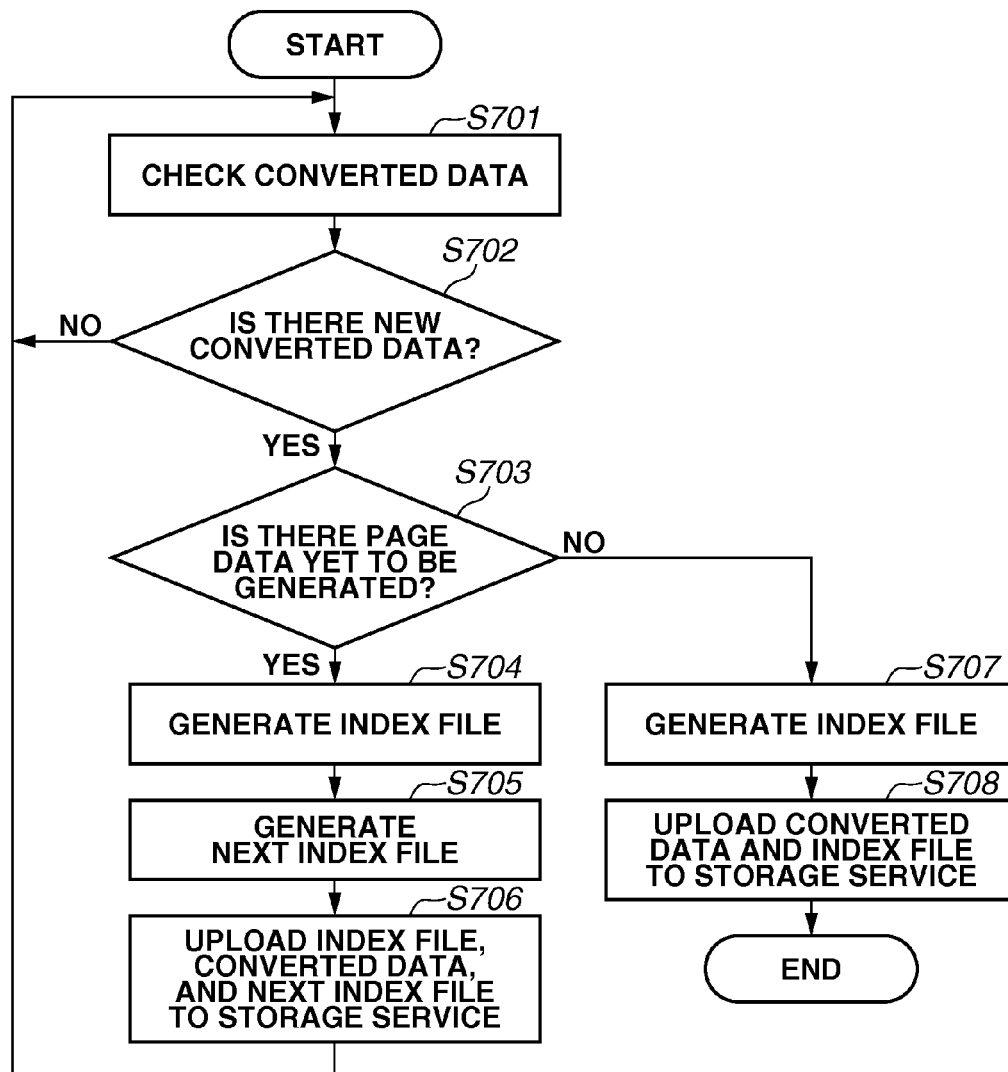 START
S701
CHECK CONVERTED DATA
S702
NO
IS THERE NEW
CONVERTED DATA?
YES
S703
IS THERE PAGE
DATA YET TO BE
GENERATED?
NO
YES
S704
GENERATE INDEX FILE
S705
GENERATE
NEXT INDEX FILE
S706
UPLOAD INDEX FILE,
CONVERTED DATA,
AND NEXT INDEX FILE
TO STORAGE SERVICE
S707
GENERATE INDEX FILE
S708
UPLOAD CONVERTED
DATA AND INDEX FILE
TO STORAGE SERVICE
END